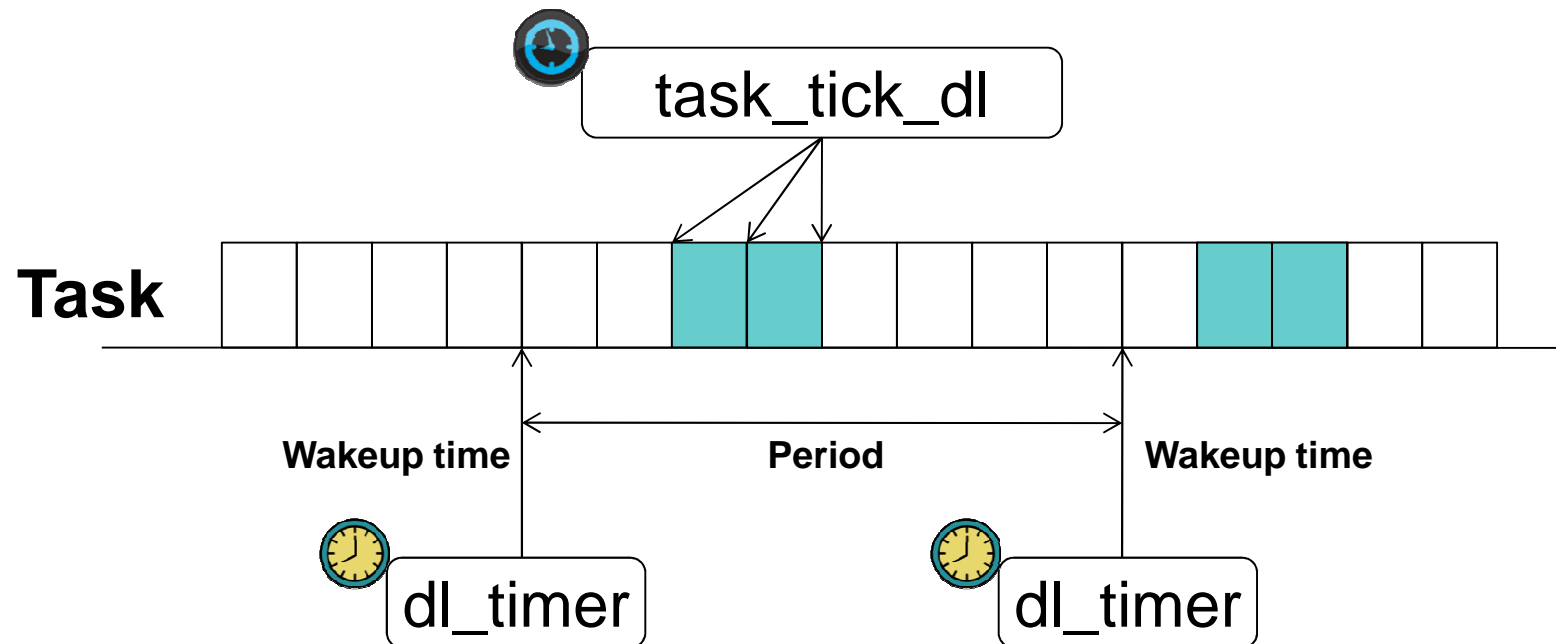 task_tick_dl
Task
Wakeup time
Period
Wakeup time
dl_timer
dl_timer